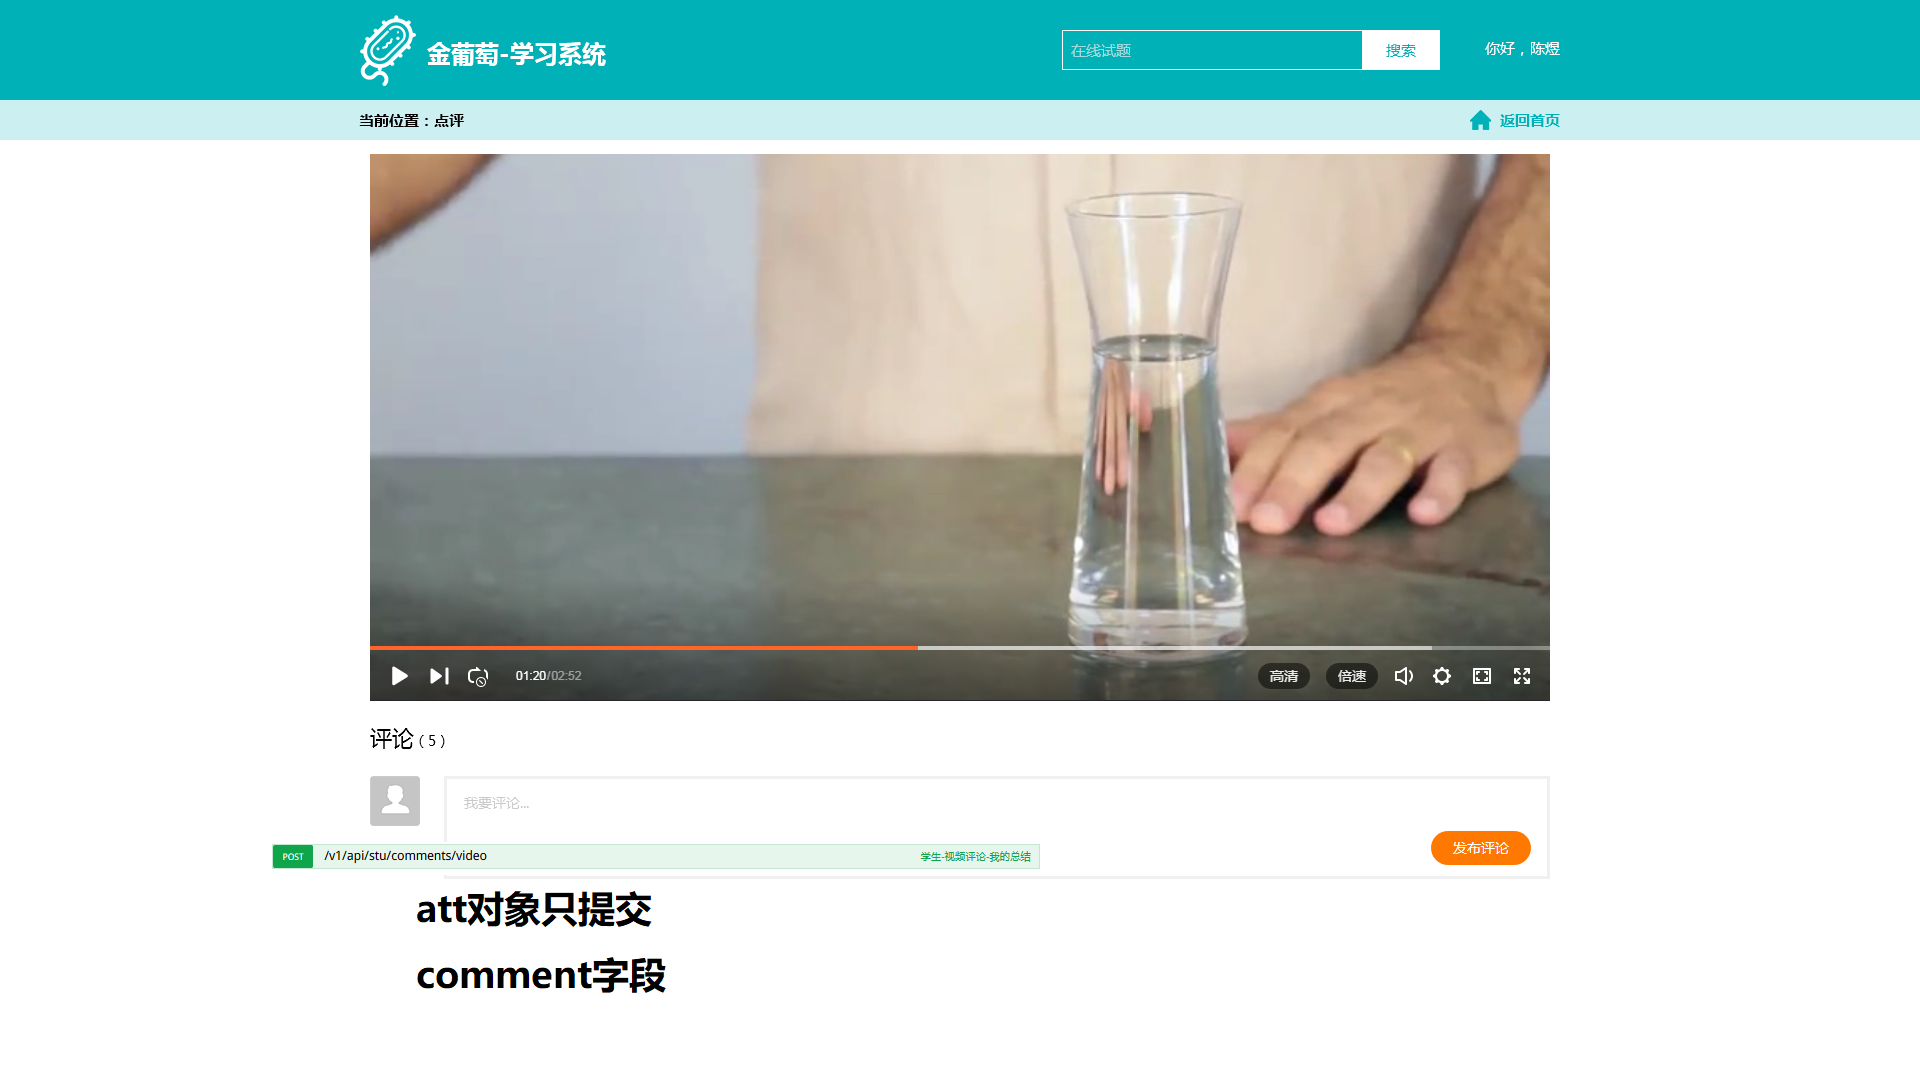 金葡萄-学习系统
在线试题
搜索
你好，陈煜
当前位置：点评
返回首页
01:20/02:52
高清
倍速
评论（5）
我要评论...
发布评论
POST /v1/api/stu/comments/video 学生-视频评论-我的总结
att对象只提交
comment字段